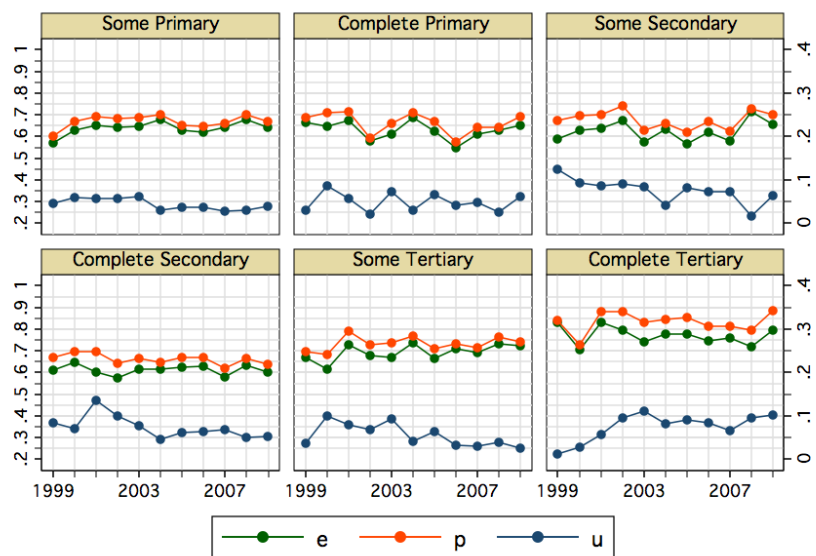 Some Primary
Complete Primary
Some Secondary
.2 .3 .4 .5 .6 .7 .8 .9 1
0 .1 .2 .3 .4
Complete Secondary
Some Tertiary
Complete Tertiary
.2 .3 .4 .5 .6 .7 .8 .9 1
0 .1 .2 .3 .4
1999 2003 2007
1999 2003 2007
1999 2003 2007
e p u